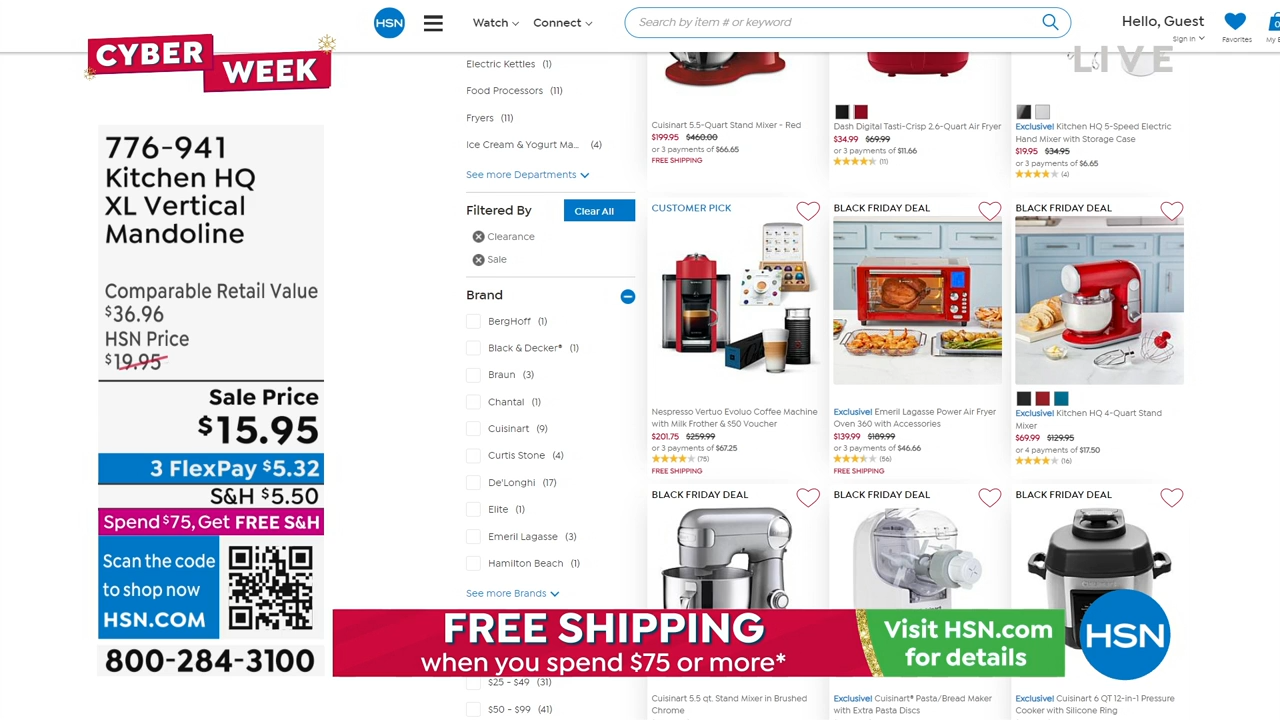 HSN
Watch
Connect
Search by item # or keyword
Hello, Guest
Sign In
Favorites
0
LIVE
CYBER
WEEK
776-941
Kitchen HQ
XL Vertical
Mandoline
Comparable Retail Value
$36.96
HSN Price
$19.95
Sale Price
$15.95
3 FlexPay $5.32
S&H $5.50
Spend $75, Get FREE S&H
Scan the code
to shop now
HSN.COM
800-284-3100
Electric Kettles (1)
Food Processors (11)
Fryers (11)
Ice Cream & Yogurt Ma... (4)
See more Departments
Filtered By
Clear All
Clearance
Sale
Brand
BergHoff (1)
Black & Decker® (1)
Braun (3)
Chantal (1)
Cuisinart (9)
Curtis Stone (4)
De'Longhi (17)
Elite (1)
Emeril Lagasse (3)
Hamilton Beach (1)
See more Brands
$25 - $49 (31)
$50 - $99 (41)
Cuisinart 5.5-Quart Stand Mixer - Red
$199.95 $460.00
or 3 payments of $66.65
FREE SHIPPING
Dash Digital Tasti-Crisp 2.6-Quart Air Fryer
$34.99 $69.99
or 3 payments of $11.66
(11)
Exclusive! Kitchen HQ 5-Speed Electric
Hand Mixer with Storage Case
$19.95 $34.95
or 3 payments of $6.65
(4)
CUSTOMER PICK
Nespresso Vertuo Evoluo Coffee Machine
with Milk Frother & $50 Voucher
$201.75 $259.99
or 3 payments of $67.25
(75)
FREE SHIPPING
BLACK FRIDAY DEAL
Exclusive! Emeril Lagasse Power Air Fryer
Oven 360 with Accessories
$139.99 $189.99
or 3 payments of $46.66
(56)
FREE SHIPPING
BLACK FRIDAY DEAL
Exclusive! Kitchen HQ 4-Quart Stand
Mixer
$69.99 $129.95
or 4 payments of $17.50
(16)
BLACK FRIDAY DEAL
Cuisinart 5.5 qt. Stand Mixer in Brushed
Chrome
BLACK FRIDAY DEAL
Exclusive! Cuisinart® Pasta/Bread Maker
with Extra Pasta Discs
BLACK FRIDAY DEAL
Exclusive! Cuisinart 6 QT 12-in-1 Pressure
Cooker with Silicone Ring
FREE SHIPPING
when you spend $75 or more*
Visit HSN.com
for details
HSN